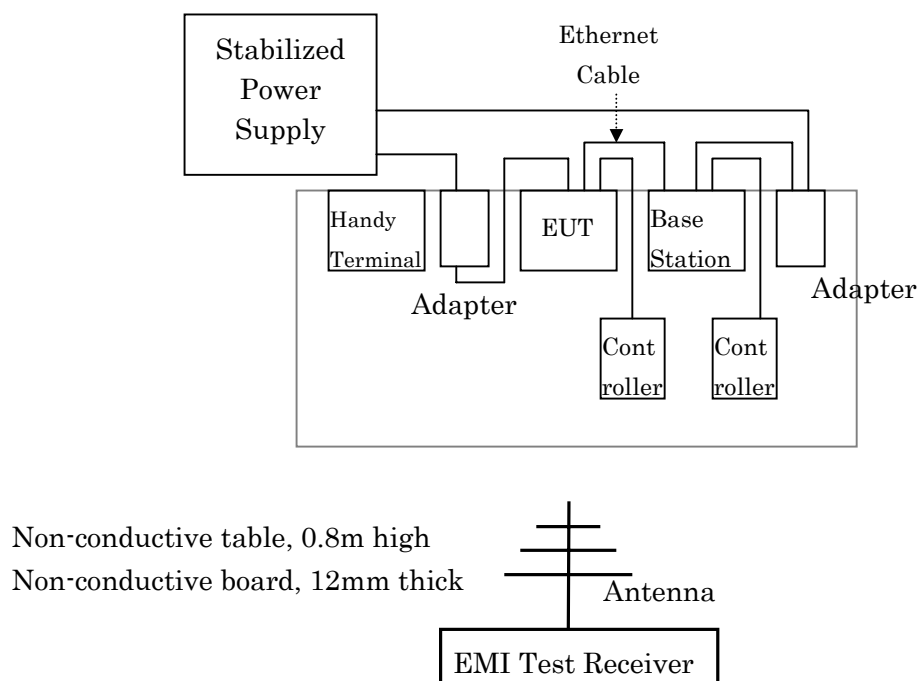 Stabilized
Power
Supply
Ethernet
Cable
Handy
Terminal
EUT
Base
Station
Adapter
Adapter
Cont
roller
Cont
roller
Non-conductive table, 0.8m high
Non-conductive board, 12mm thick
Antenna
EMI Test Receiver